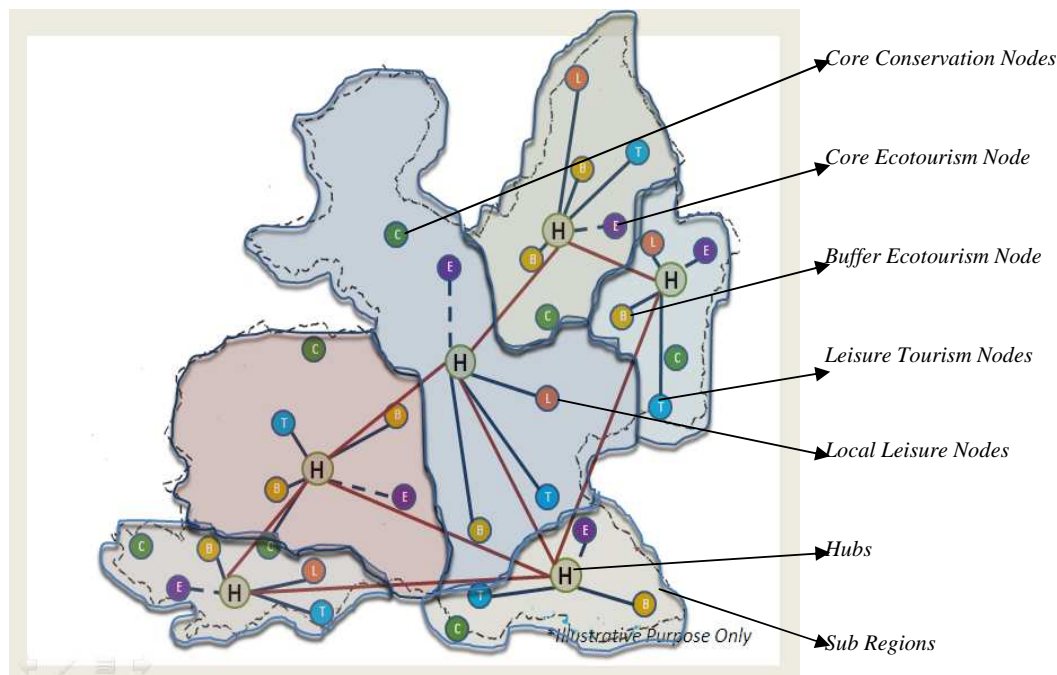 L
Core Conservation Nodes
B
T
Core Ecotourism Node
C
H
E
L
E
B
E
H
Buffer Ecotourism Node
C
B
C
H
C
Leisure Tourism Nodes
L
T
T
B
Local Leisure Nodes
H
B
E
T
B
E
C
B
C
Hubs
L
H
E
H
T
B
T
C
*Illustrative Purpose Only
Sub Regions